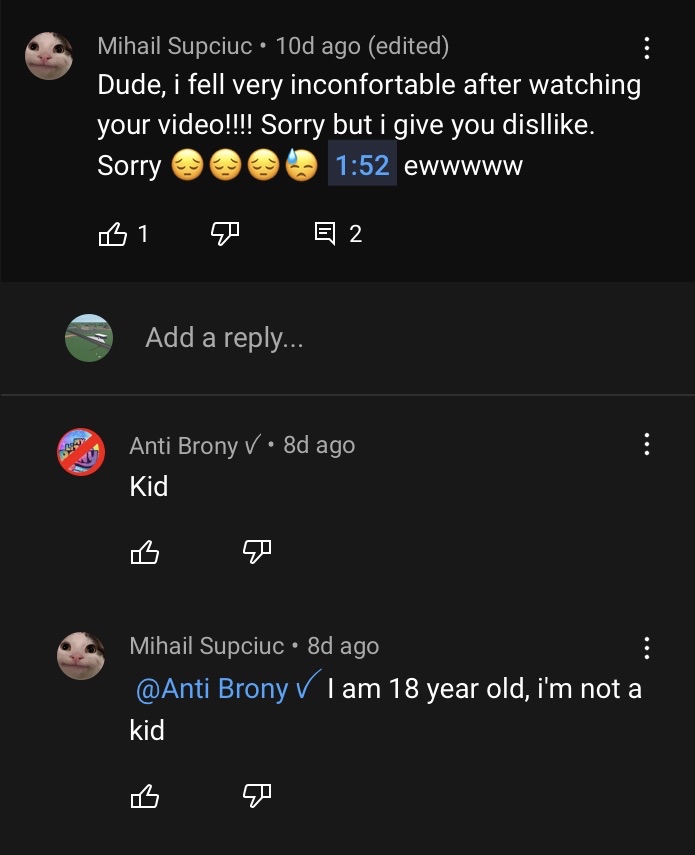 Mihail Supciuc • 10d ago (edited)
Dude, i fell very inconfortable after watching
your video!!!! Sorry but i give you disllike.
Sorry 😔😔😔😓 1:52 ewwwww
1 2
Add a reply...
Anti Brony √ • 8d ago
Kid
Mihail Supciuc • 8d ago
@Anti Brony √ I am 18 year old, i'm not a
kid